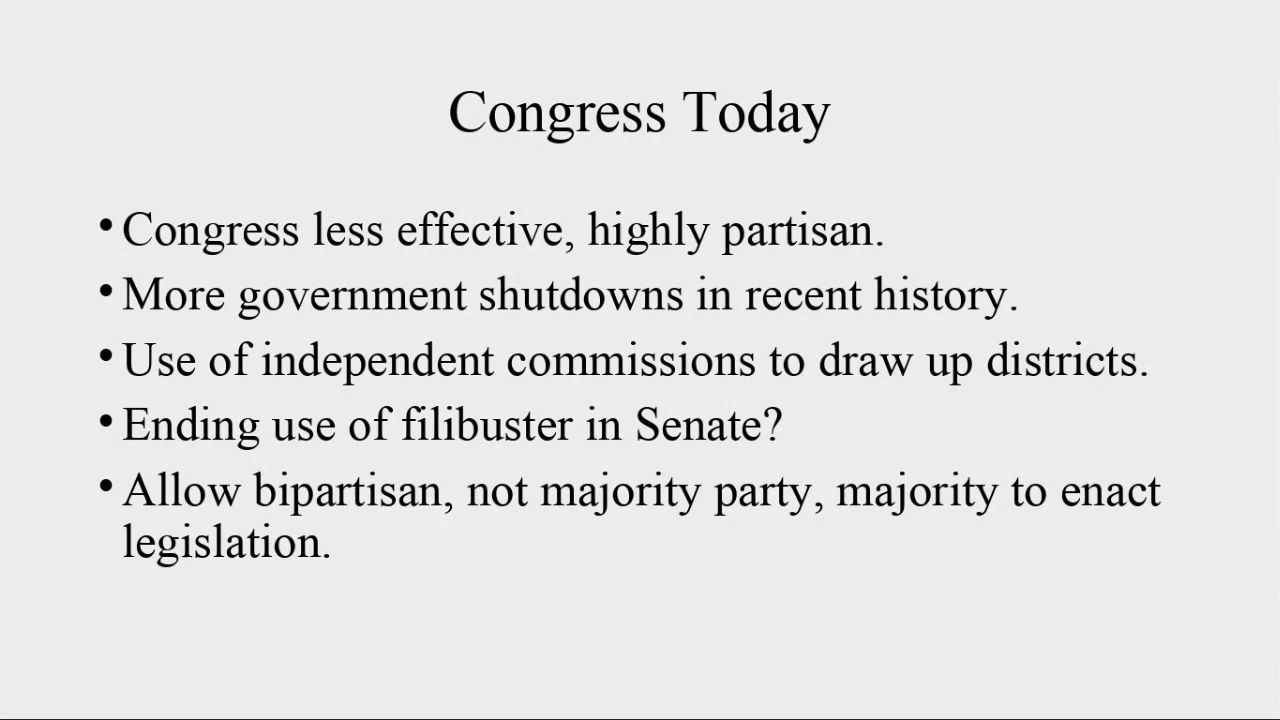 Congress Today
• Congress less effective, highly partisan.
• More government shutdowns in recent history.
• Use of independent commissions to draw up districts.
• Ending use of filibuster in Senate?
• Allow bipartisan, not majority party, majority to enact
legislation.